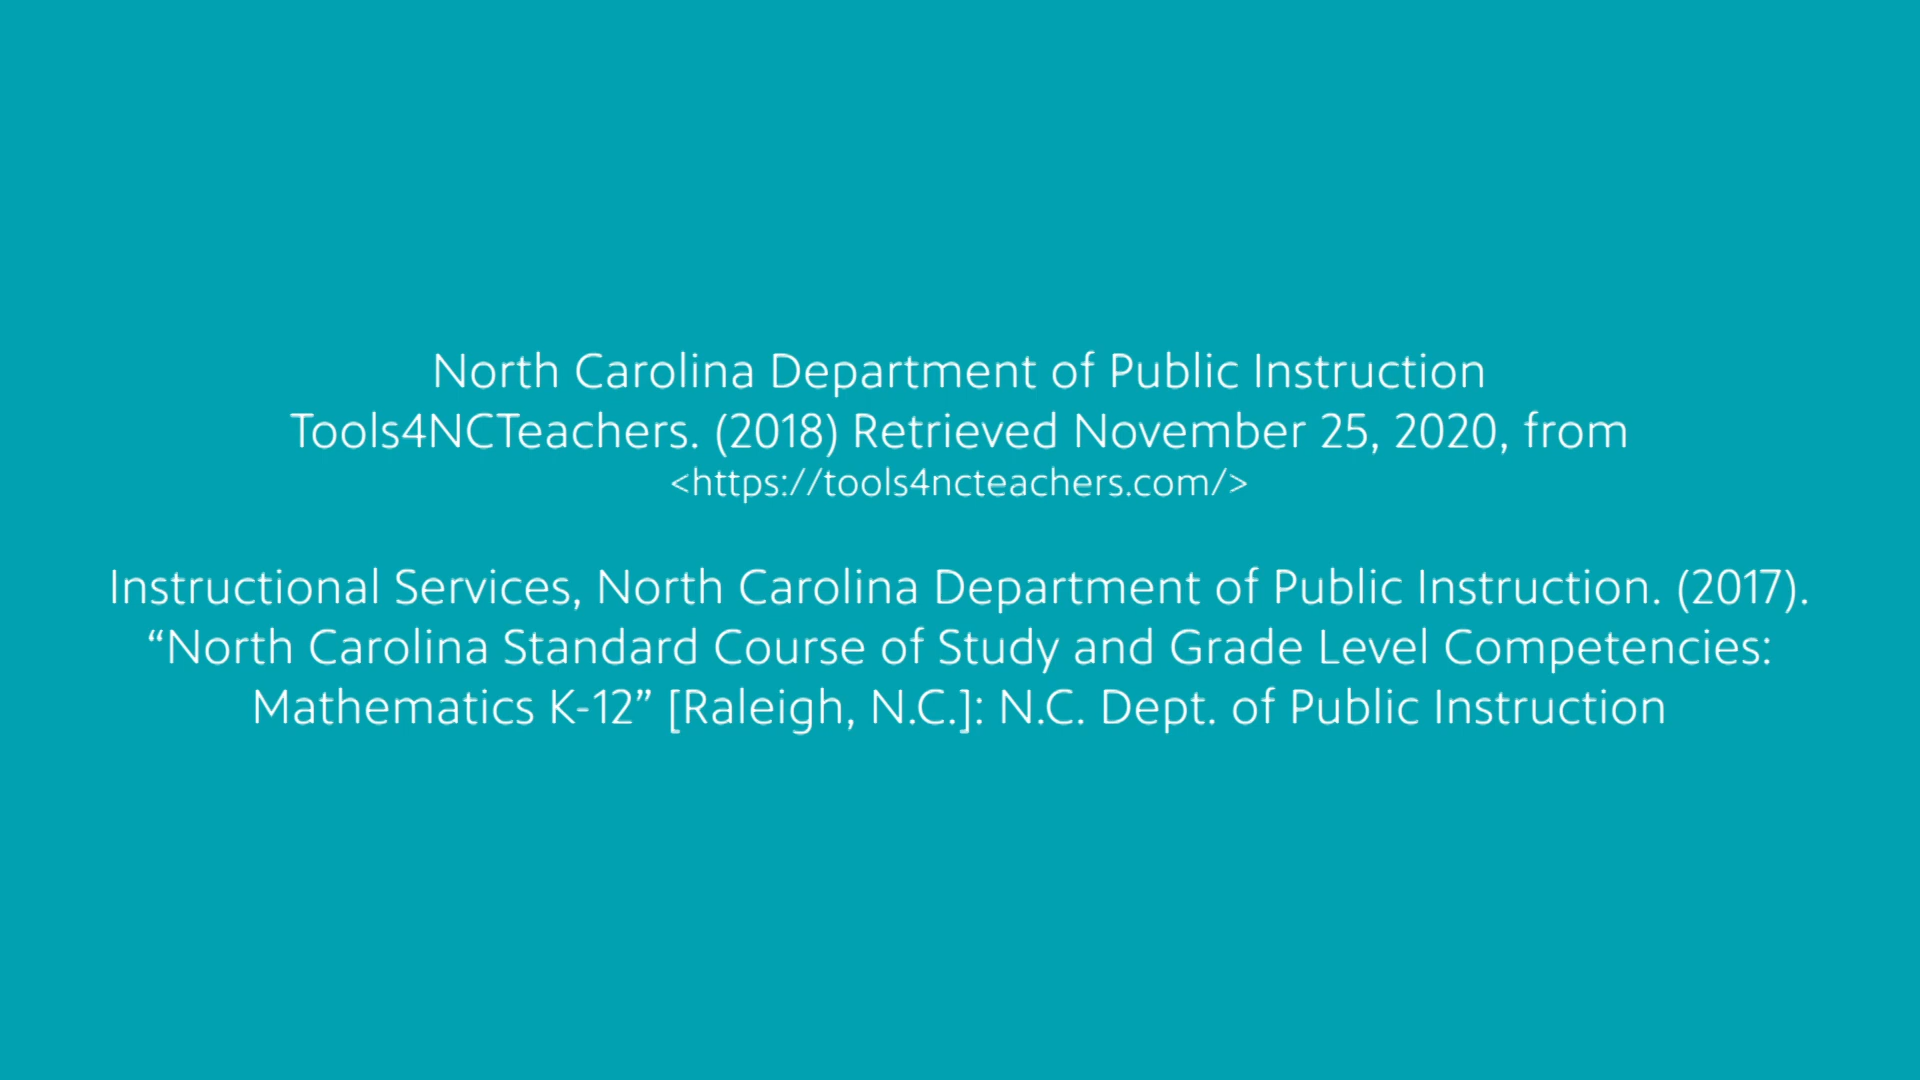 North Carolina Department of Public Instruction
Tools4NCTeachers. (2018) Retrieved November 25, 2020, from
<https://tools4ncteachers.com/>
Instructional Services, North Carolina Department of Public Instruction. (2017).
“North Carolina Standard Course of Study and Grade Level Competencies:
Mathematics K-12” [Raleigh, N.C.]: N.C. Dept. of Public Instruction